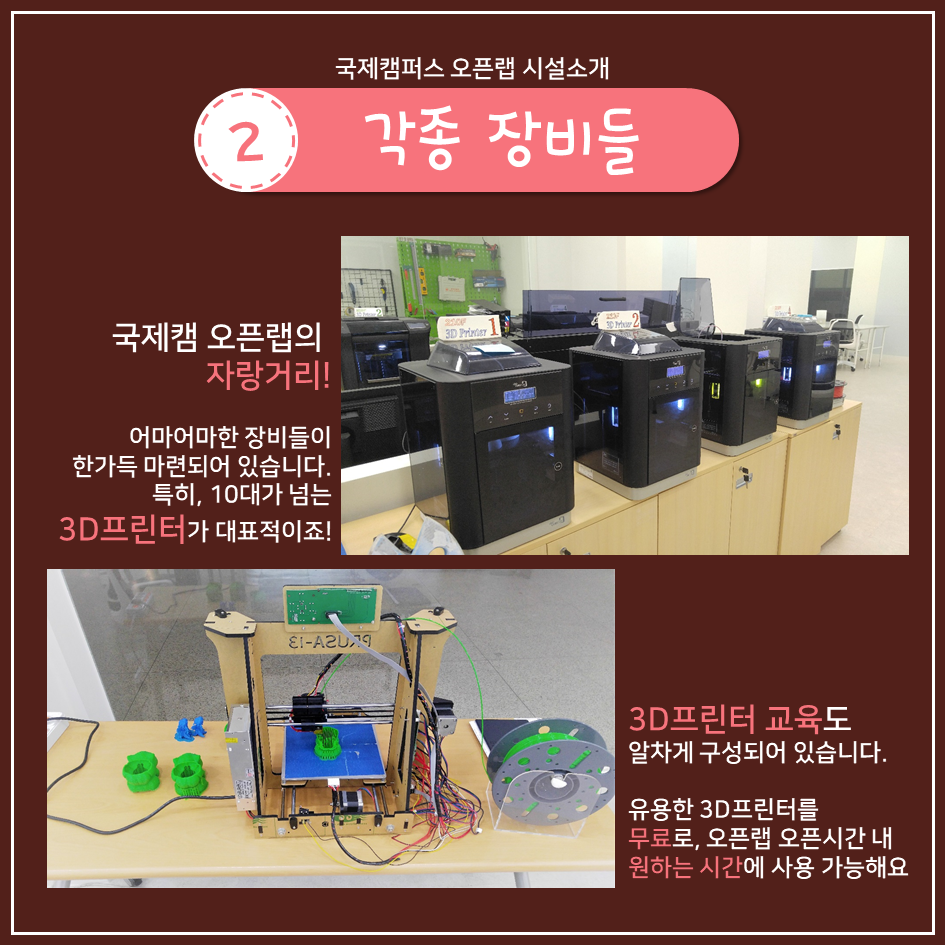 국제캠퍼스 오픈랩 시설소개
2
각종 장비들
국제캠 오픈랩의
자랑거리!
어마어마한 장비들이
한가득 마련되어 있습니다.
특히, 10대가 넘는
3D프린터가 대표적이죠!
3D Printer 1
3D Printer 2
PRUSA-i3
3D프린터 교육도
알차게 구성되어 있습니다.
유용한 3D프린터를
무료로, 오픈랩 오픈시간 내
원하는 시간에 사용 가능해요